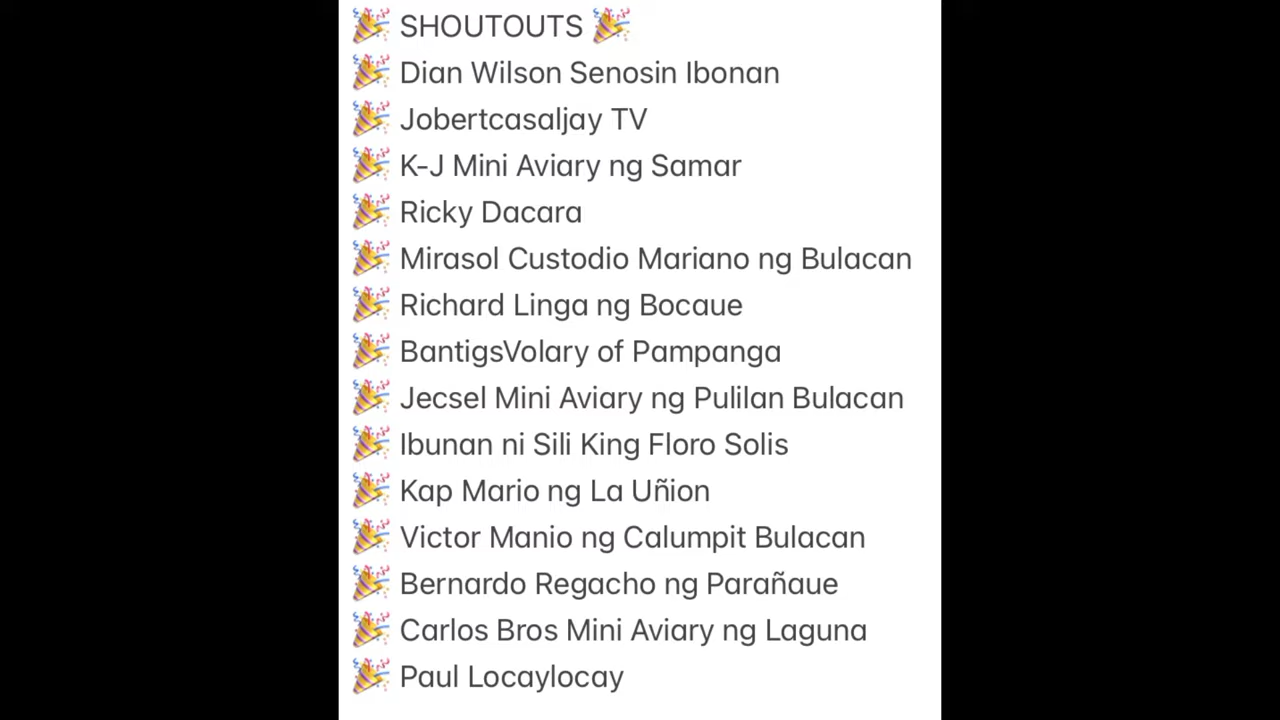 🎉 SHOUTOUTS 🎉
🎉 Dian Wilson Senosin Ibonan
🎉 Jobertcasaljay TV
🎉 K-J Mini Aviary ng Samar
🎉 Ricky Dacara
🎉 Mirasol Custodio Mariano ng Bulacan
🎉 Richard Linga ng Bocaue
🎉 BantigsVolary of Pampanga
🎉 Jecsel Mini Aviary ng Pulilan Bulacan
🎉 Ibunan ni Sili King Floro Solis
🎉 Kap Mario ng La Uñion
🎉 Victor Manio ng Calumpit Bulacan
🎉 Bernardo Regacho ng Parañaue
🎉 Carlos Bros Mini Aviary ng Laguna
🎉 Paul Locaylocay